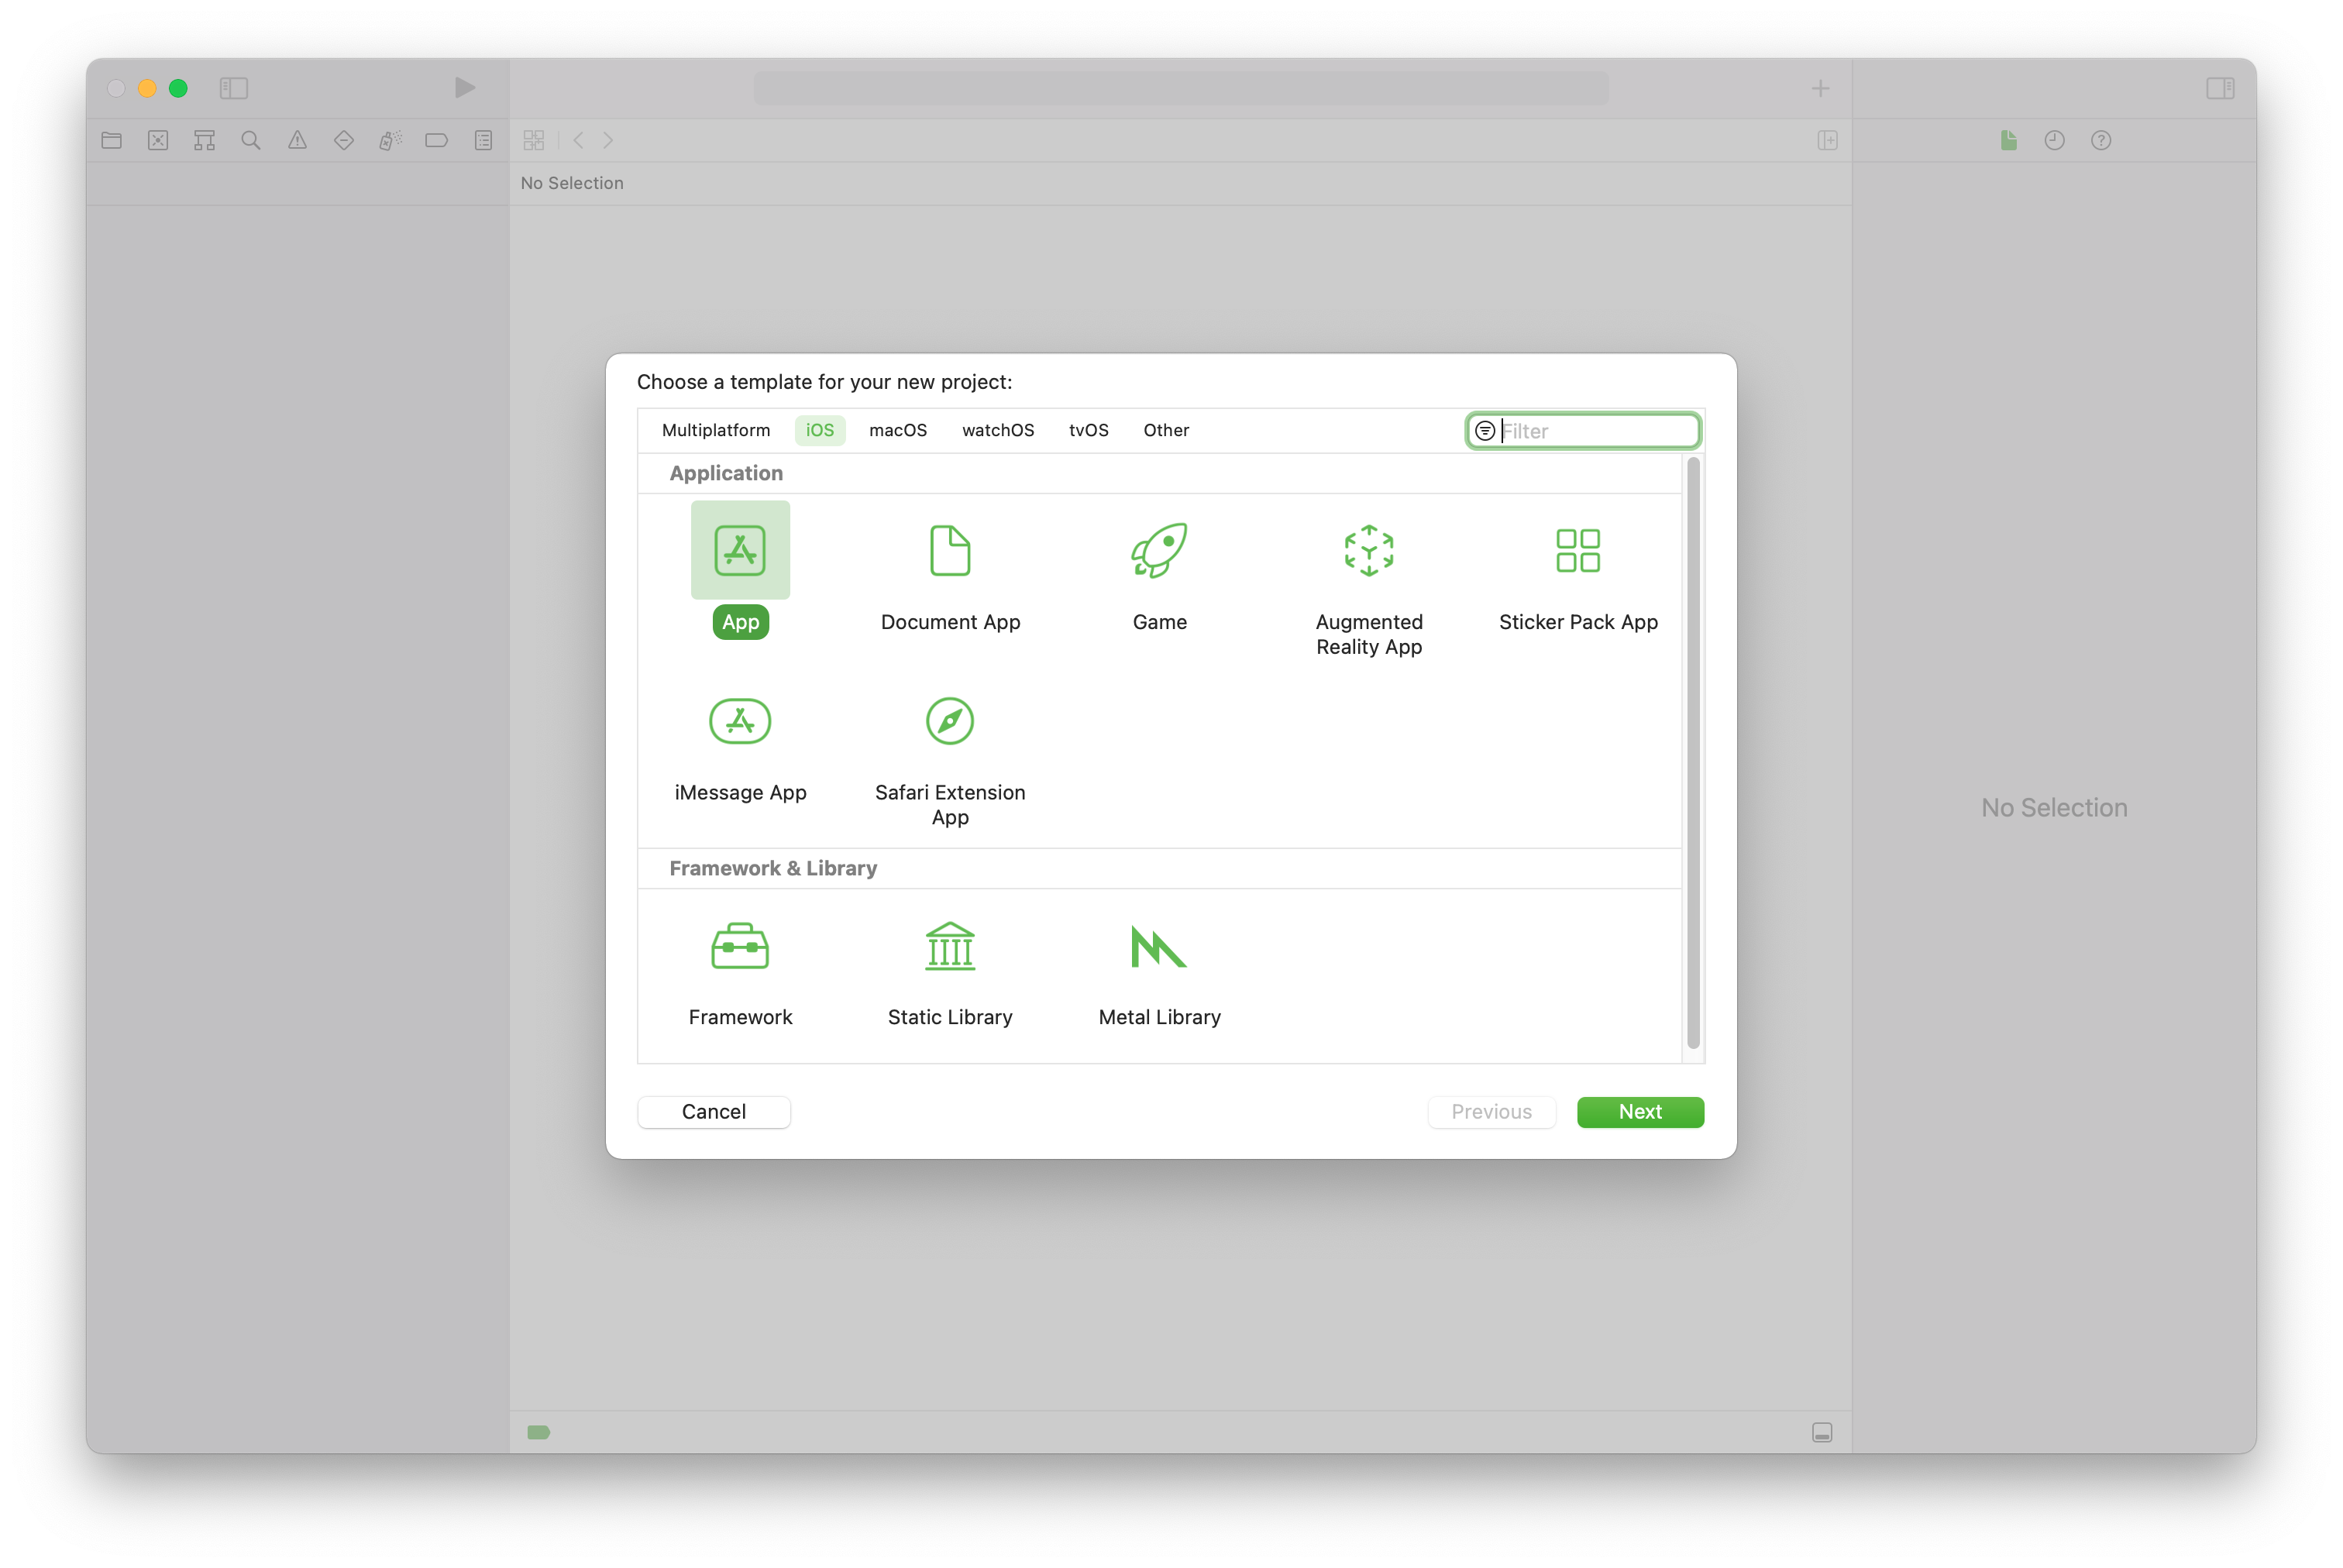 No Selection
Choose a template for your new project:
Multiplatform iOS macOS watchOS tvOS Other Filter
Application
App Document App Game Augmented Reality App Sticker Pack App
iMessage App Safari Extension App
Framework & Library
Framework Static Library Metal Library
Cancel Previous Next
No Selection